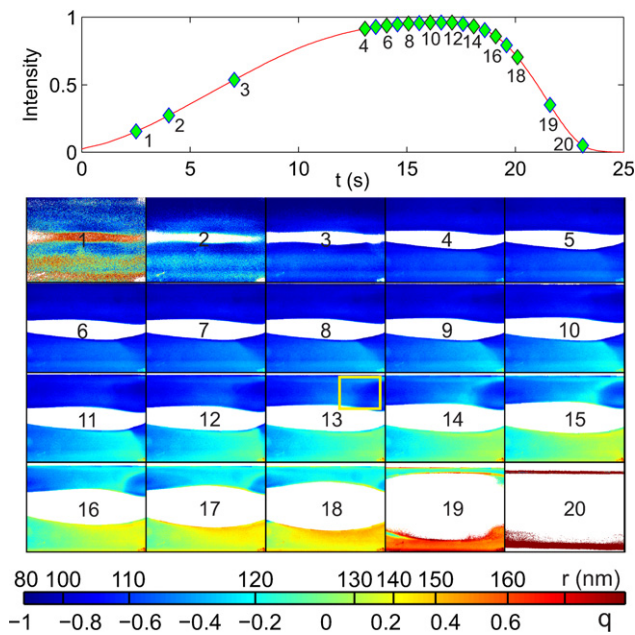 1
0.5
0
Intensity
1 2 3 4 6 8 10 12 14 16 18 19 20
0 5 10 15 20 25
t (s)
1 2 3 4 5
6 7 8 9 10
11 12 13 14 15
16 17 18 19 20
80 100 110 120 130 140 150 160 r (nm)
−1 −0.8 −0.6 −0.4 −0.2 0 0.2 0.4 0.6 q